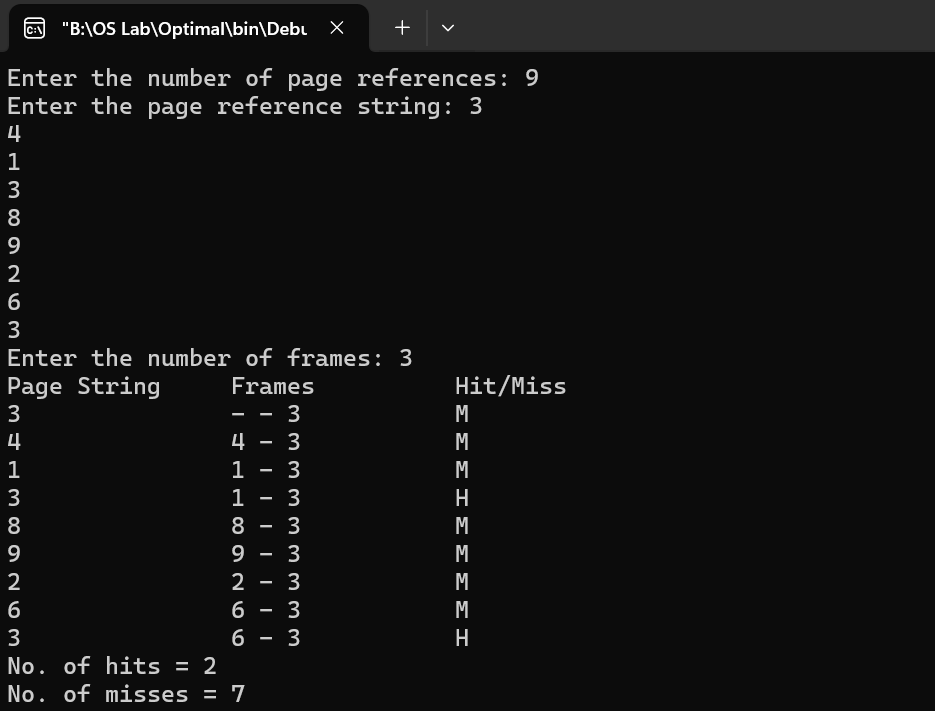 "B:\OS Lab\Optimal\bin\Debu
Enter the number of page references: 9
Enter the page reference string: 3
4
1
3
8
9
2
6
3
Enter the number of frames: 3
Page String     Frames          Hit/Miss
3               - - 3           M
4               4 - 3           M
1               1 - 3           M
3               1 - 3           H
8               8 - 3           M
9               9 - 3           M
2               2 - 3           M
6               6 - 3           M
3               6 - 3           H
No. of hits = 2
No. of misses = 7